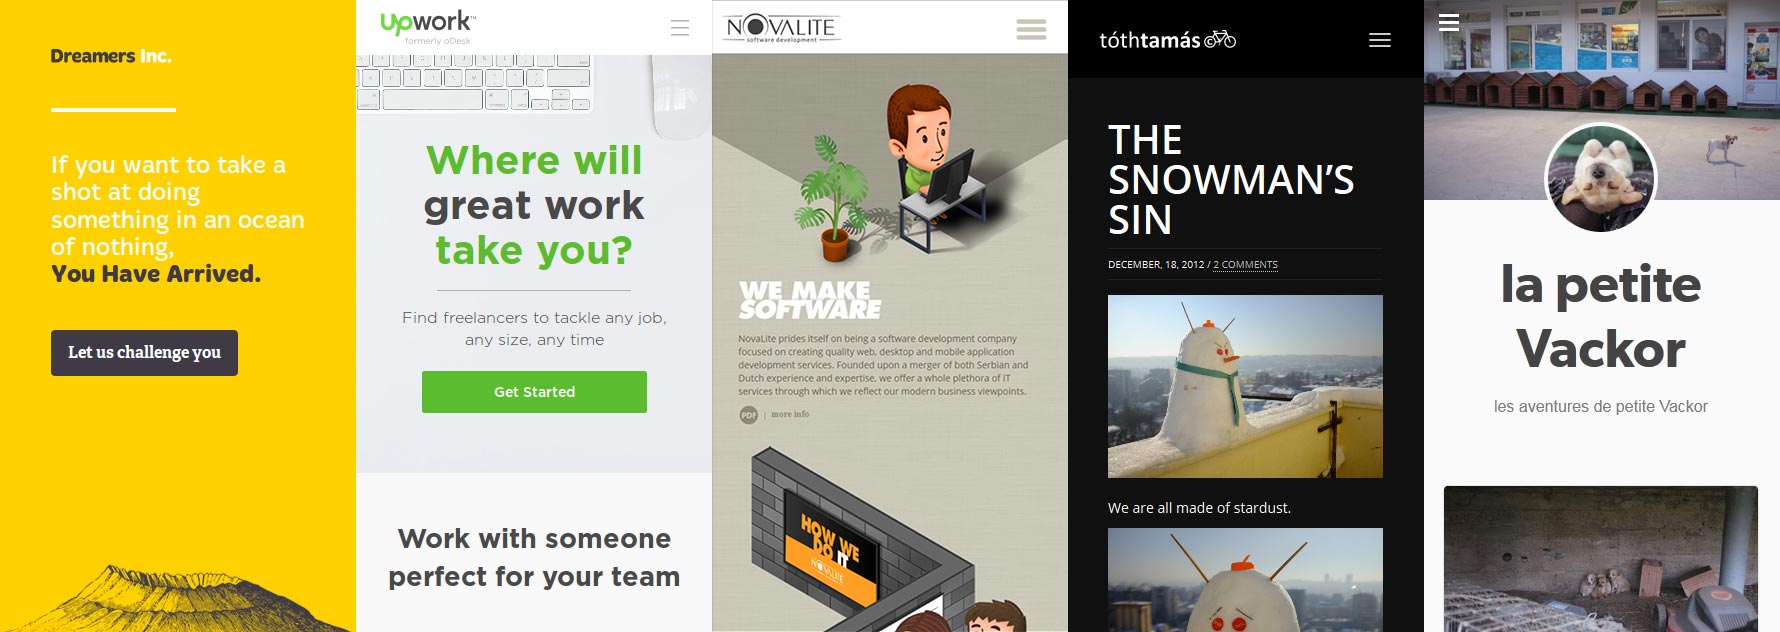 Dreamers Inc.
If you want to take a
shot at doing
something in an ocean
of nothing,
You Have Arrived.
Let us challenge you
Upwork™
formerly oDesk
Where will
great work
take you?
Find freelancers to tackle any job,
any size, any time
Get Started
Work with someone
perfect for your team
NOVALITE
software development
WE MAKE
SOFTWARE
NovaLite prides itself on being a software development company
focused on creating quality web, desktop and mobile application
development services. Founded upon a merger of both Serbian and
Dutch experience and expertise, we offer a whole plethora of IT
services through which we reflect our modern business viewpoints.
PDF | more info
HOW WE
DO IT
NOVALITE
tóthtamás
THE
SNOWMAN’S
SIN
DECEMBER, 18, 2012 / 2 COMMENTS
We are all made of stardust.
la petite
Vackor
les aventures de petite Vackor